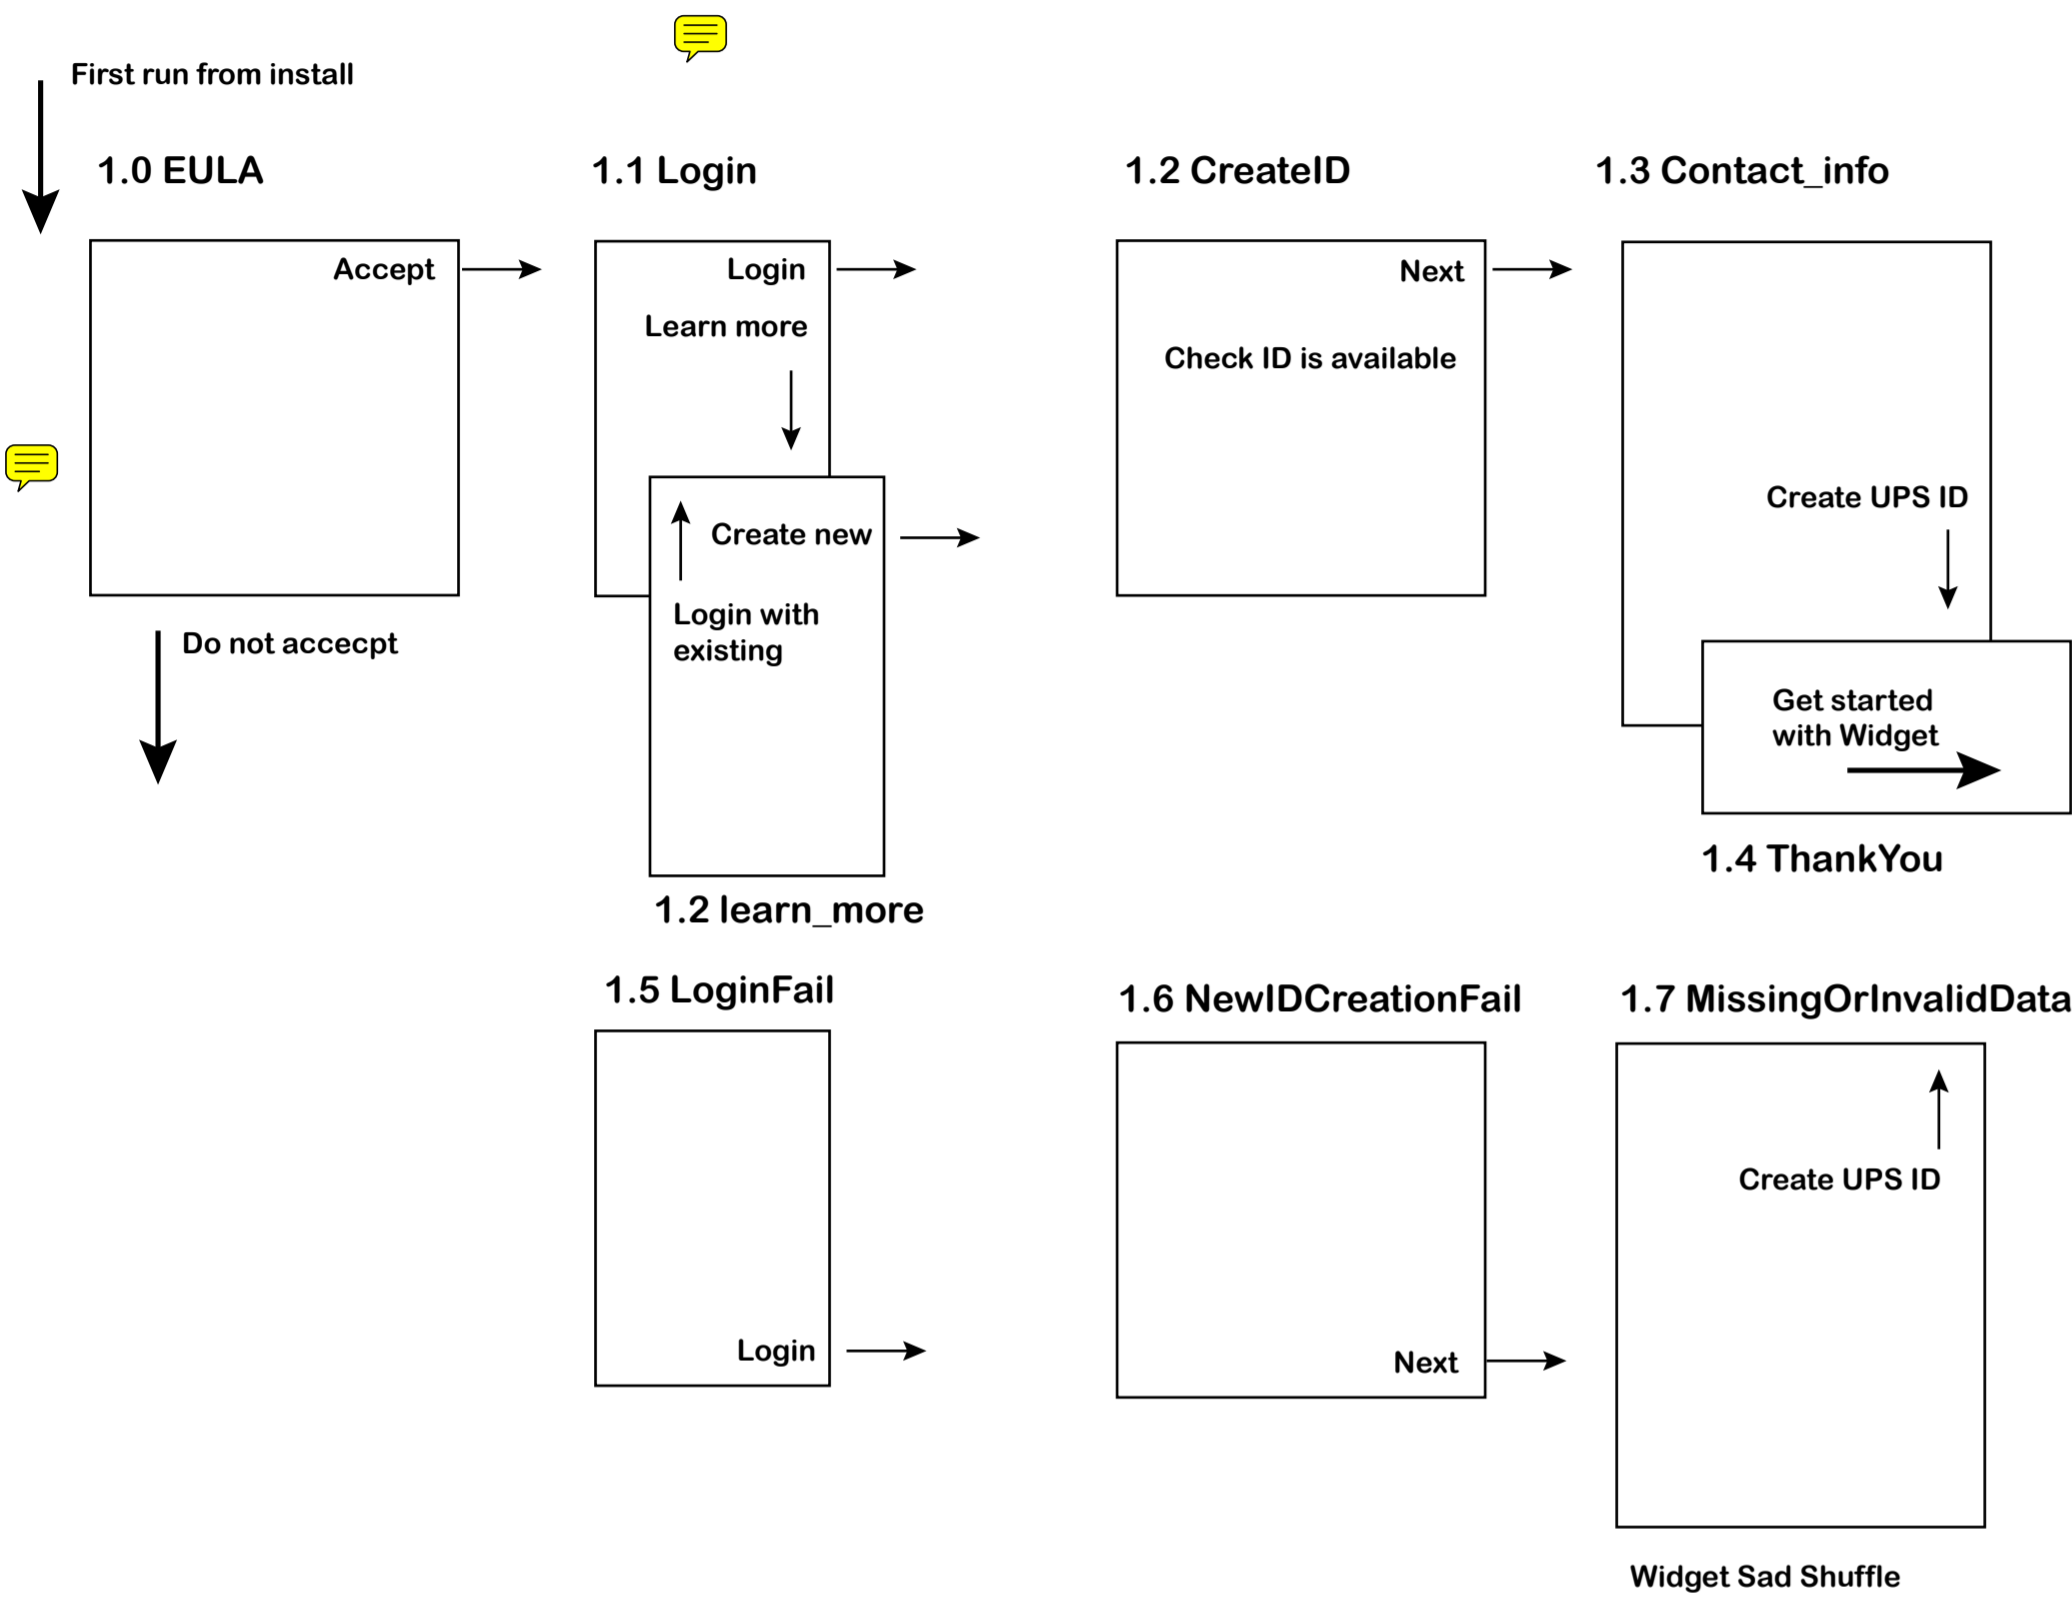 First run from install
1.0 EULA
Accept
Do not accecpt
1.1 Login
Login
Learn more
Create new
Login with
existing
1.2 learn_more
1.2 CreateID
Next
Check ID is available
1.3 Contact_info
Create UPS ID
Get started
with Widget
1.4 ThankYou
1.5 LoginFail
Login
1.6 NewIDCreationFail
Next
1.7 MissingOrInvalidData
Create UPS ID
Widget Sad Shuffle